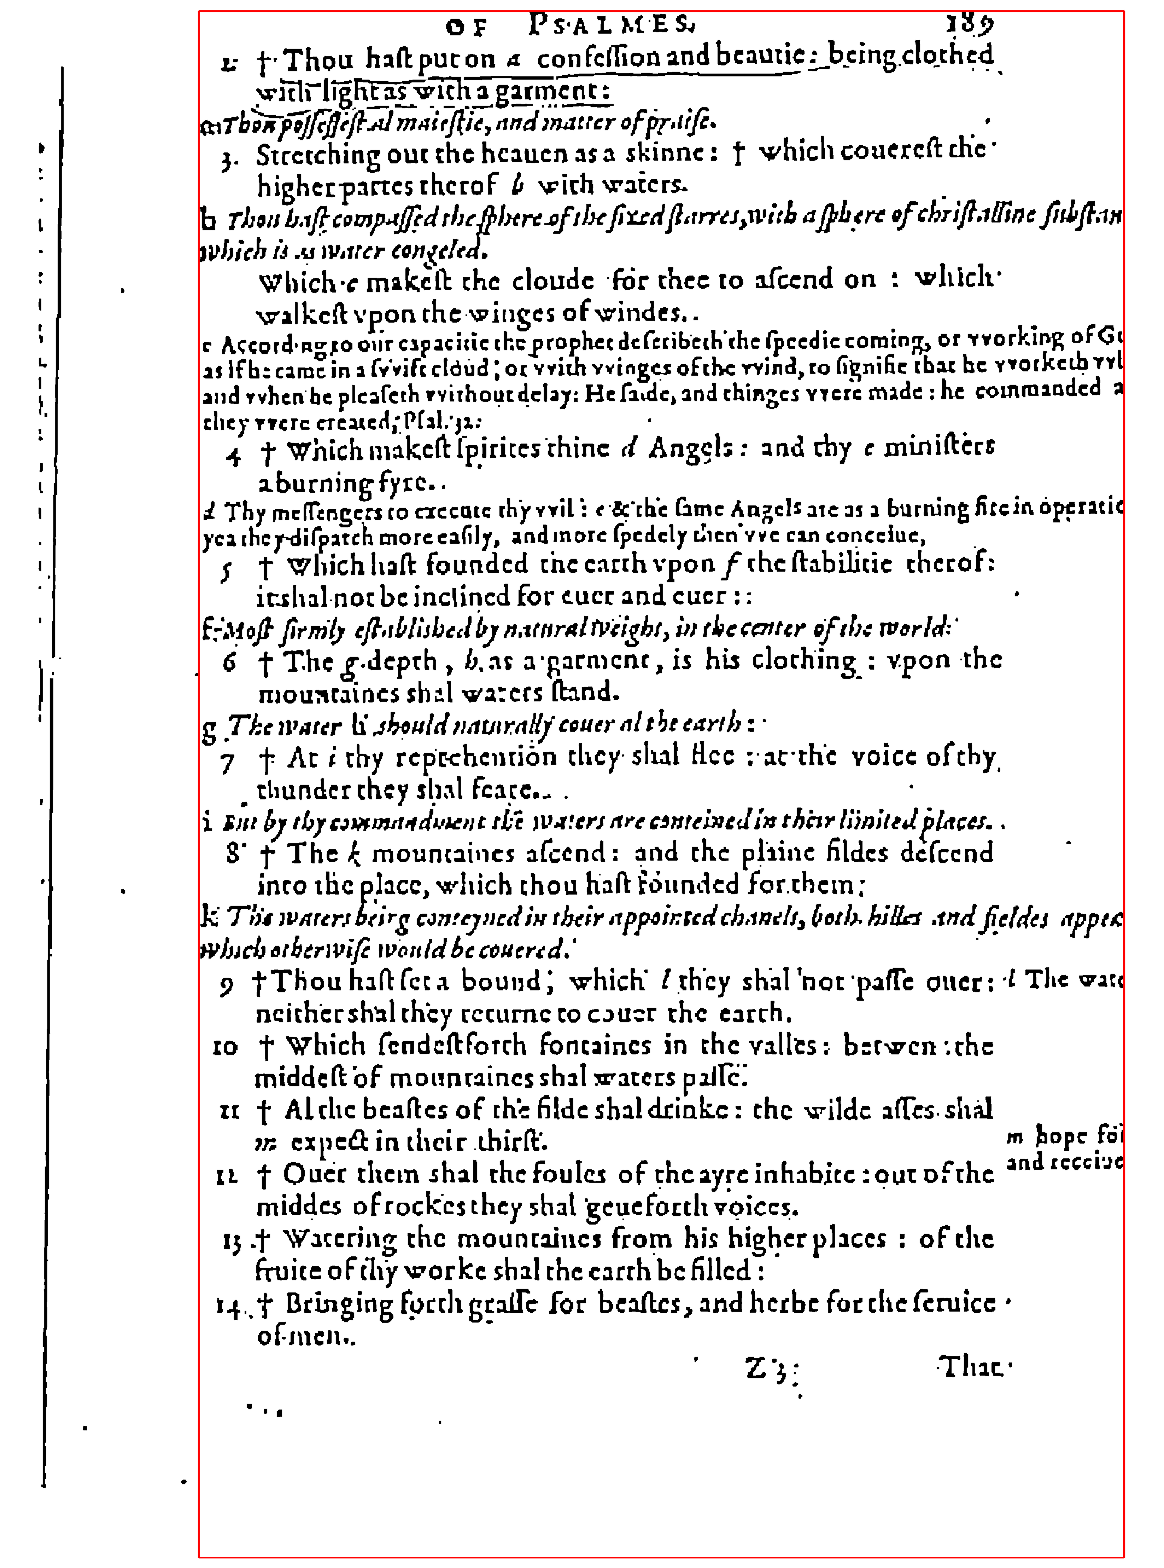 OF PSALMES. 189
2. † Thou haſt put on a confeſſion and beautie: being clothed
with light as with a garment:
a Thou poſſeſſeſt al maieſtie, and matter of praiſe.
3. Stretching out the heauen as a skinne: † which couereſt the
higher partes therof b with waters.
b Thou haſt compaſſed the ſphere of the fixed ſtarres, with a ſphere of chriſtalline ſubſtan
which is as water congeled.
Which c makeſt the cloude for thee to aſcend on : which
walkeſt vpon the winges of windes.
c According to our capacitie the prophet deſcribeth the ſpeedie coming, or vvorking of
as if he came in a ſvvift cloud; or vvith vvinges of the vvind, to ſignifie that he vvorketh
and vvhen he pleaſeth vvithout delay: He ſaide, and thinges vvere made : he commanded
they vvere created, Pſal. 32.
4 † Which makeſt ſpirites thine d Angels : and thy e miniſters
a burning fyre.
d Thy meſſengers to execute thy vvil : e & the ſame Angels are as a burning fire in operatio
yea they diſpatch more eaſily, and more ſpedely then vve can conceiue,
5 † Which haſt founded the earth vpon f the ſtabilitie therof:
it shal not be inclined for euer and euer :
f Moſt firmly eſtablished by natural weight, in the center of the world:
6 † The g depth, h as a garment, is his clothing : vpon the
mountaines shal waters ſtand.
g The water h should naturally couer al the earth :
7 † At i thy reprehention they shal flee : at the voice of thy
thunder they shal feare.
i But by thy commandment the waters are conteined in their limited places.
8 † The k mountaines aſcend : and the plaine fildes deſcend
into the place, which thou haſt founded for them;
k The waters being conteyned in their appointed chanels, both hilles and fieldes appea
which otherwiſe would be couered.
9 † Thou haſt ſet a bound, which l they shal not paſſe ouer: l The wate
neither shal they returne to couer the earth.
10 † Which ſendeſt forth fontaines in the valles : betwen the
middeſt of mountaines shal waters paſſe.
11 † Al the beaſtes of the filde shal drinke : the wilde aſſes shal
m expect in their thirſt. m hope for
12 † Ouer them shal the foules of the ayre inhabite : out of the and receiue
middes of rockes they shal geue forth voices.
13 † Watering the mountaines from his higher places : of the
fruite of thy worke shal the earth be filled :
14 † Bringing forth graſſe for beaſtes, and herbe for the ſeruice
of men.
Z 3 That